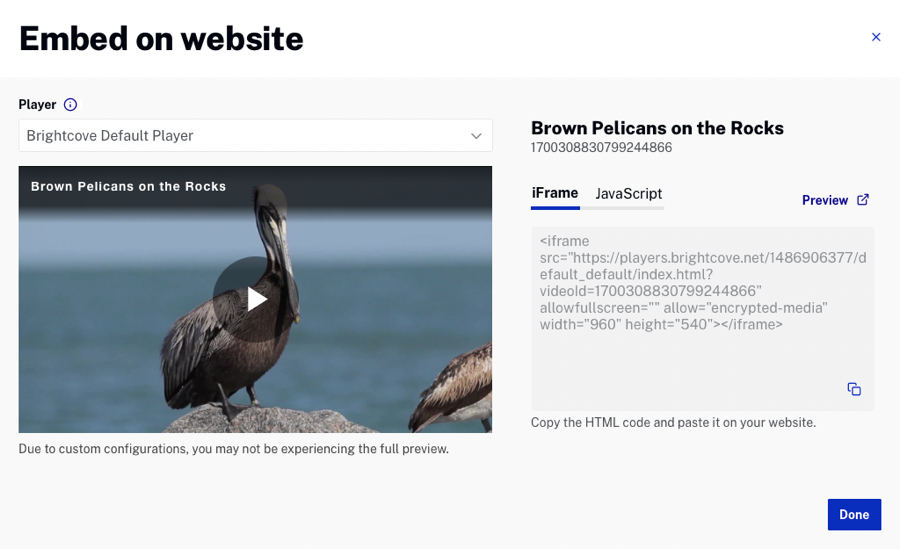 Embed on website
Player
Brightcove Default Player
Brown Pelicans on the Rocks
Due to custom configurations, you may not be experiencing the full preview.
Brown Pelicans on the Rocks
1700308830799244866
iFrame JavaScript
Preview
<iframe
src="https://players.brightcove.net/1486906377/d
efault_default/index.html?
videoId=1700308830799244866"
allowfullscreen="" allow="encrypted-media"
width="960" height="540"></iframe>
Copy the HTML code and paste it on your website.
Done